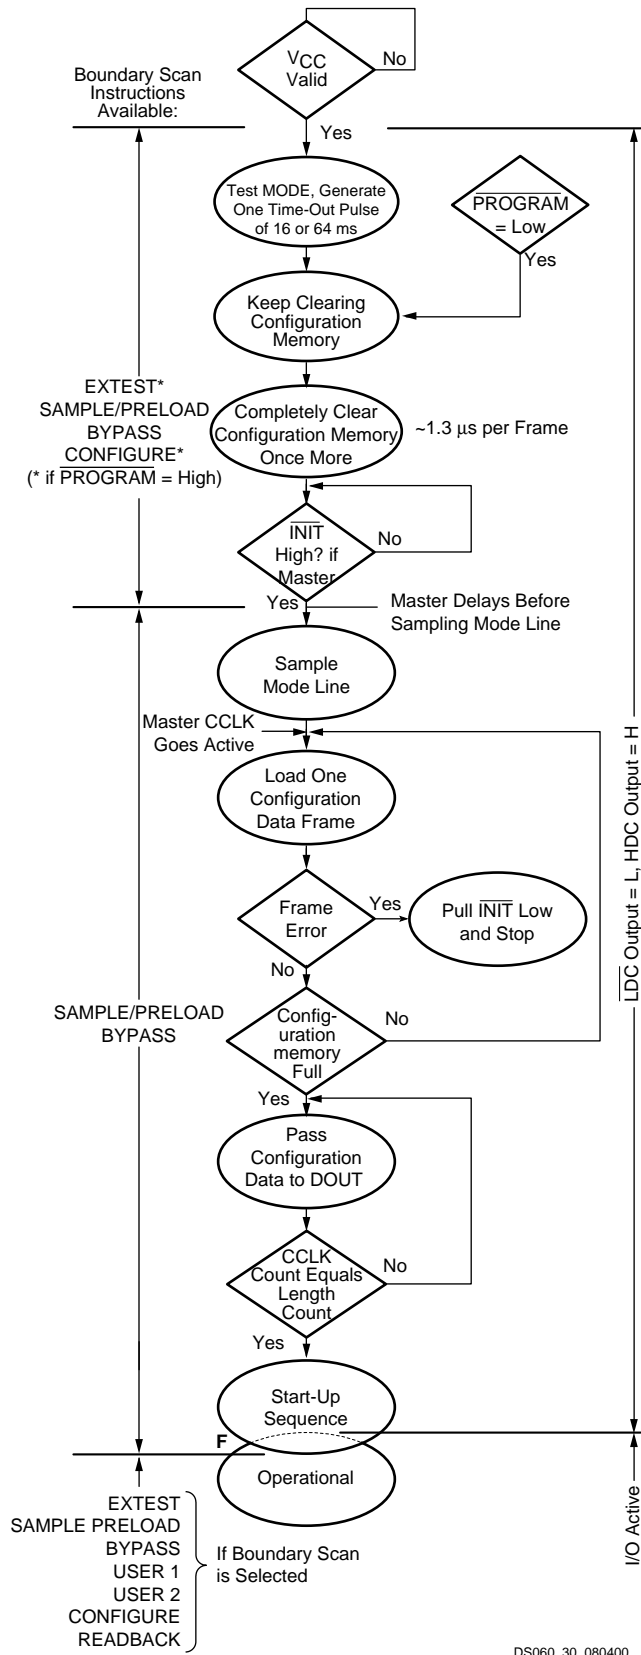 VCC
Valid
No
Boundary Scan
Instructions
Available:
Yes
Test MODE, Generate
One Time-Out Pulse
of 16 or 64 ms
PROGRAM
= Low
Yes
Keep Clearing
Configuration
Memory
EXTEST*
SAMPLE/PRELOAD
BYPASS
CONFIGURE*
(* if PROGRAM = High)
Completely Clear
Configuration Memory
Once More
~1.3 μs per Frame
INIT
High? if
Master
No
Yes
Master Delays Before
Sampling Mode Line
Sample
Mode Line
Master CCLK
Goes Active
Load One
Configuration
Data Frame
LDC Output = L, HDC Output = H
Frame
Error
Yes
Pull INIT Low
and Stop
No
SAMPLE/PRELOAD
BYPASS
Config-
uration
memory
Full
No
Yes
Pass
Configuration
Data to DOUT
CCLK
Count Equals
Length
Count
No
Yes
Start-Up
Sequence
F
Operational
I/O Active
EXTEST
SAMPLE PRELOAD
BYPASS
USER 1
USER 2
CONFIGURE
READBACK
If Boundary Scan
is Selected
DS060_30_080400